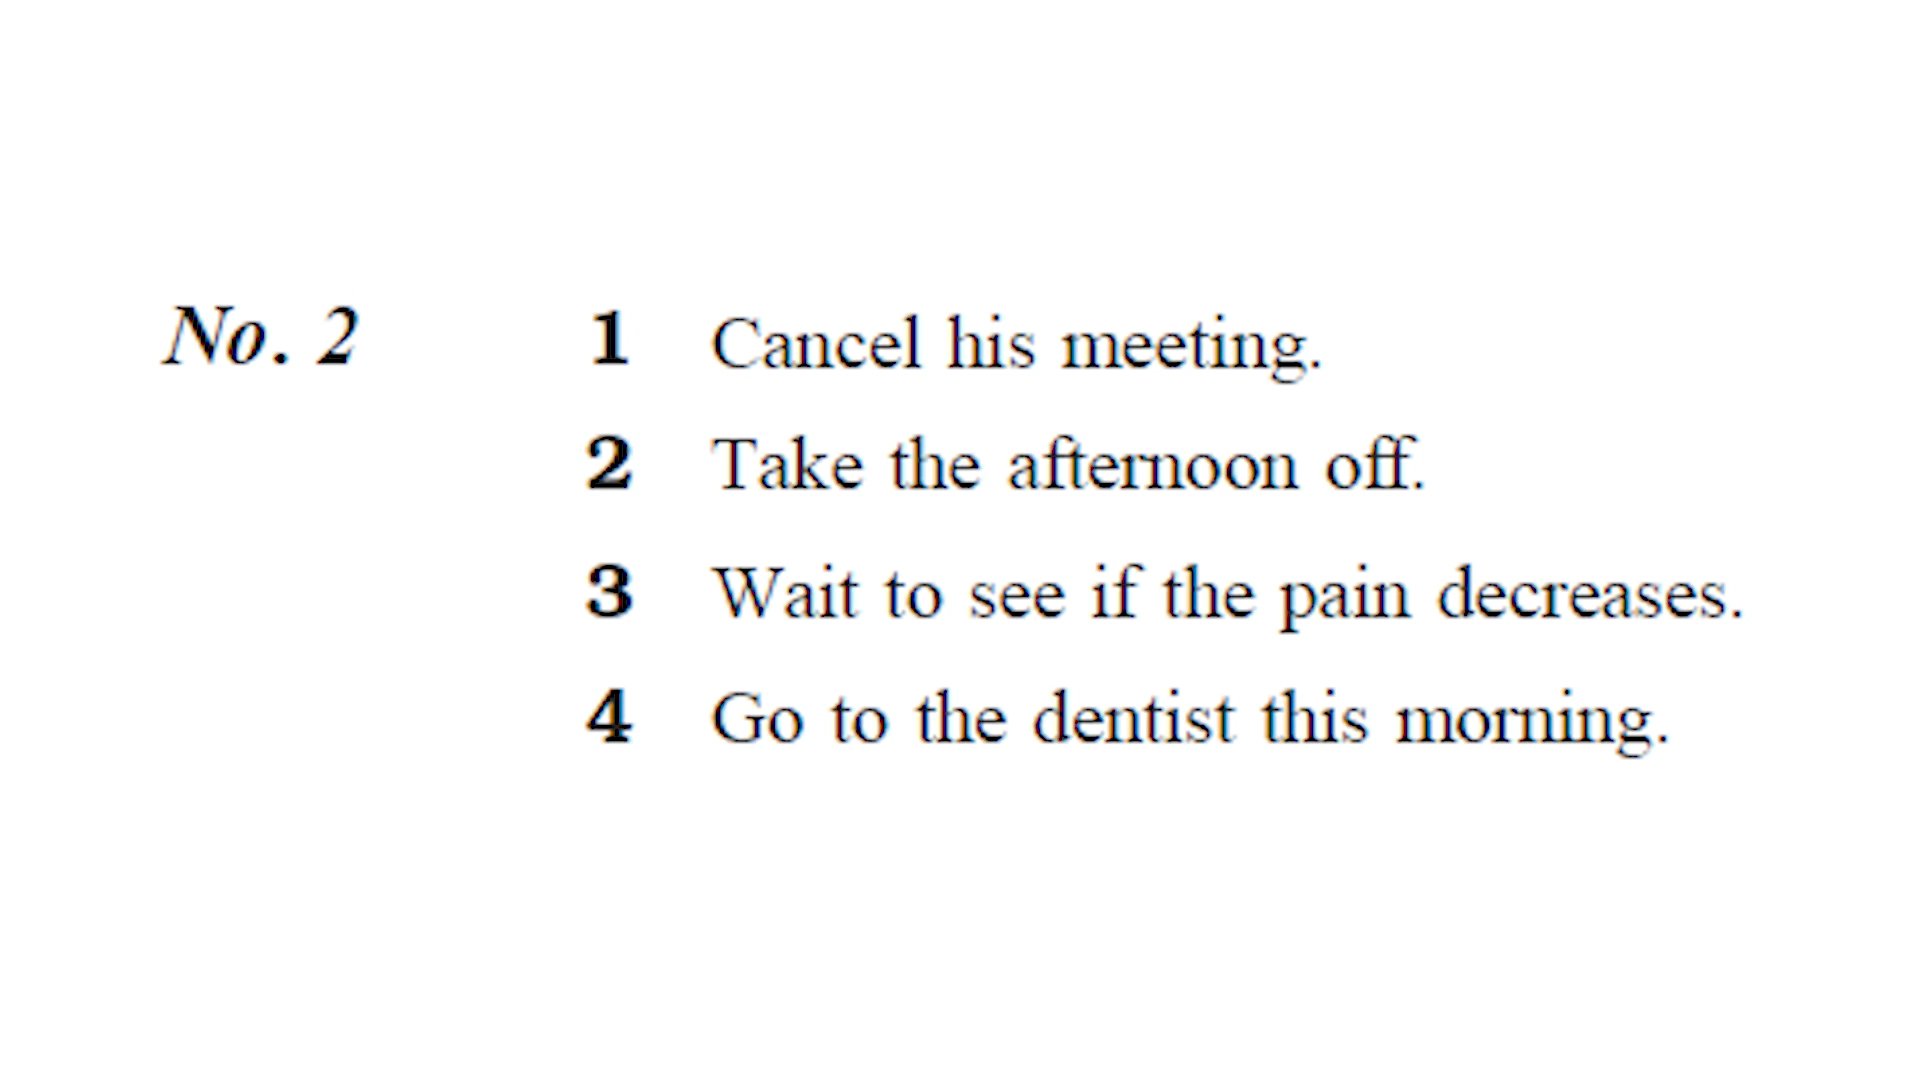 No. 2 1 Cancel his meeting.
2 Take the afternoon off.
3 Wait to see if the pain decreases.
4 Go to the dentist this morning.